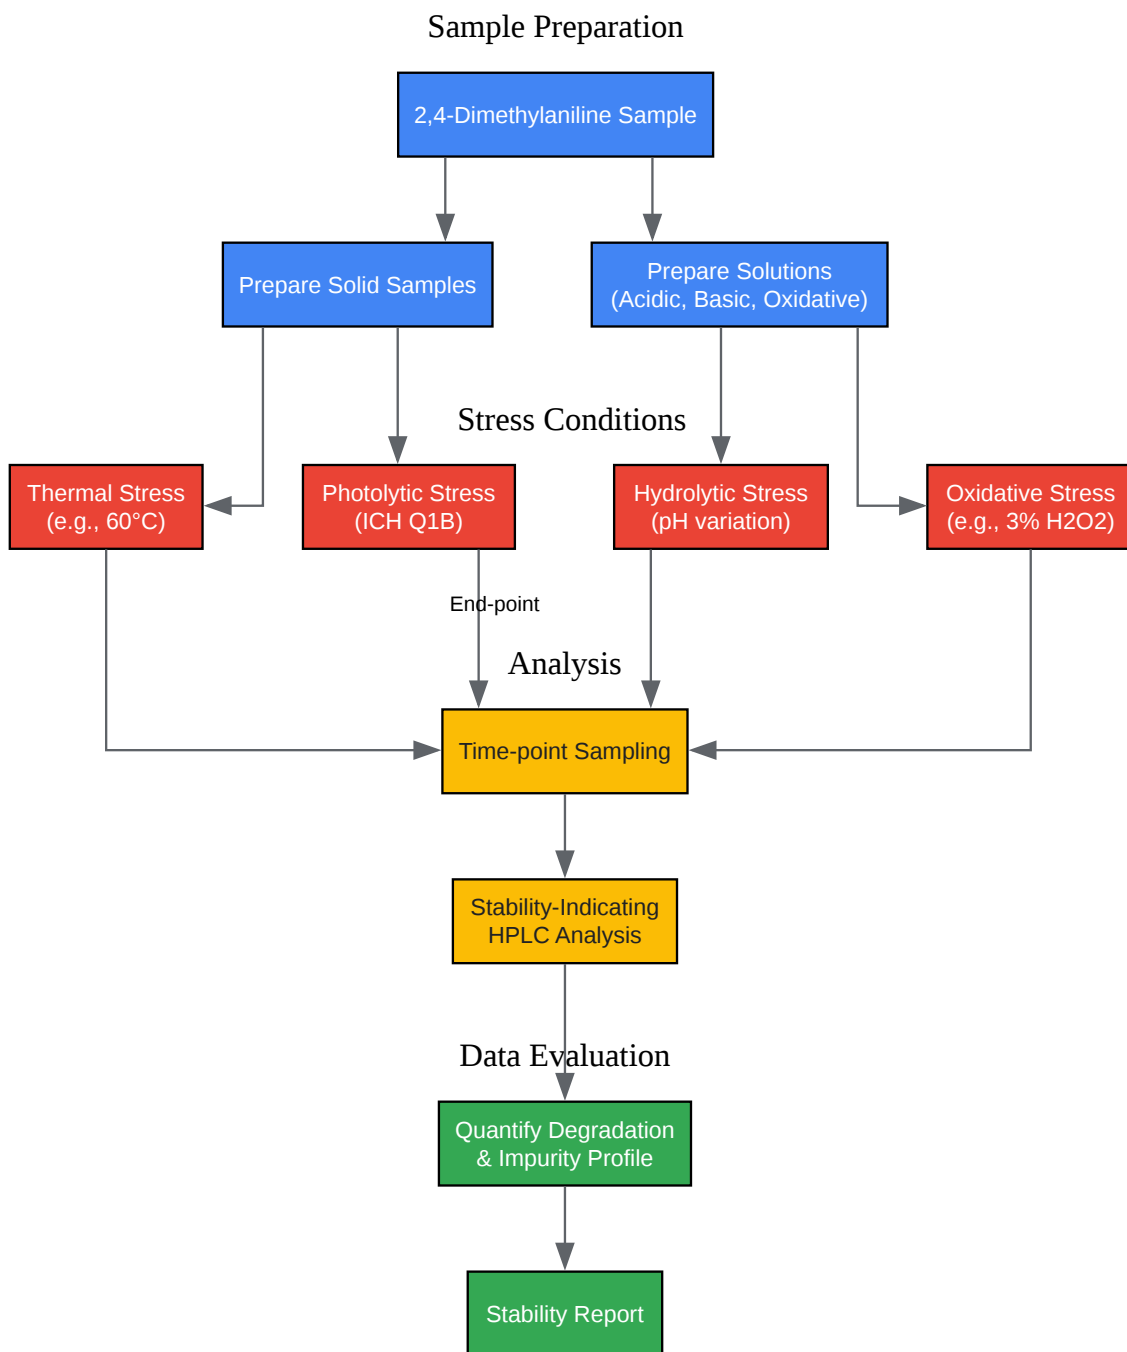 Sample Preparation
2,4-Dimethylaniline Sample
Prepare Solid Samples
Prepare Solutions
(Acidic, Basic, Oxidative)
Stress Conditions
Thermal Stress
(e.g., 60°C)
Photolytic Stress
(ICH Q1B)
Hydrolytic Stress
(pH variation)
Oxidative Stress
(e.g., 3% H2O2)
End-point
Analysis
Time-point Sampling
Stability-Indicating
HPLC Analysis
Data Evaluation
Quantify Degradation
& Impurity Profile
Stability Report